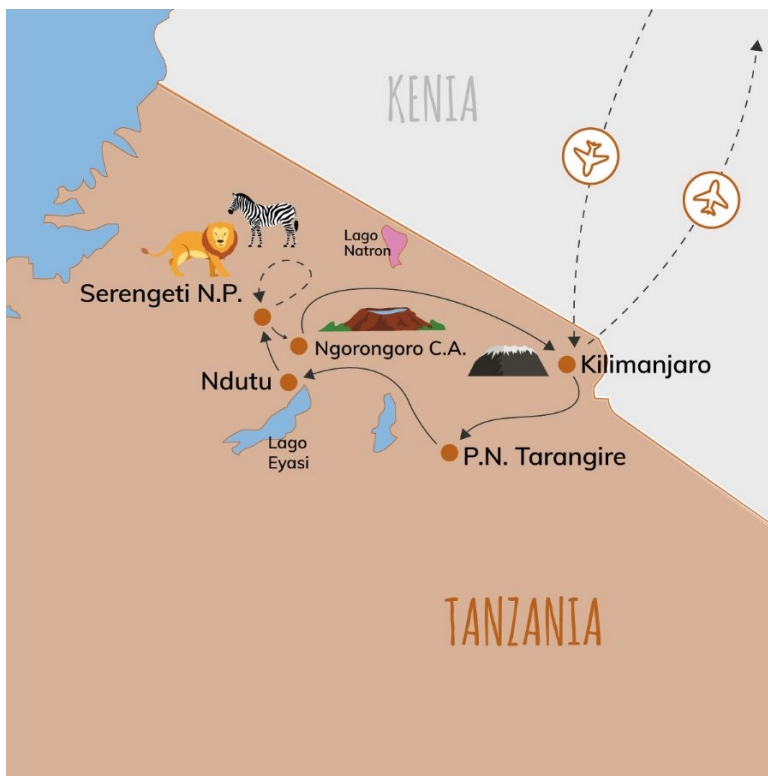 KENIA
Lago
Natron
Serengeti N.P.
Ngorongoro C.A.
Kilimanjaro
Ndutu
Lago
Eyasi
P.N. Tarangire
TANZANIA